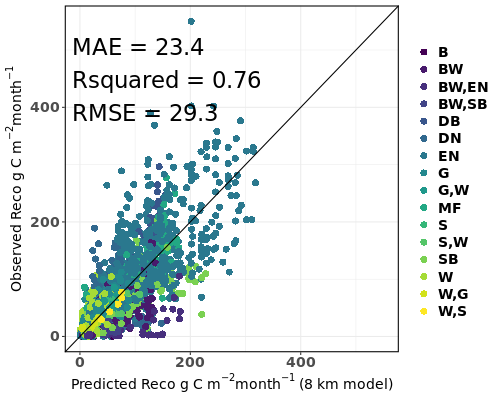 MAE = 23.4
Rsquared = 0.76
RMSE = 29.3
Observed Reco g C m⁻²month⁻¹
400
200
0
0 200 400
Predicted Reco g C m⁻²month⁻¹ (8 km model)
B
BW
BW,EN
BW,SB
DB
DN
EN
G
G,W
MF
S
S,W
SB
W
W,G
W,S